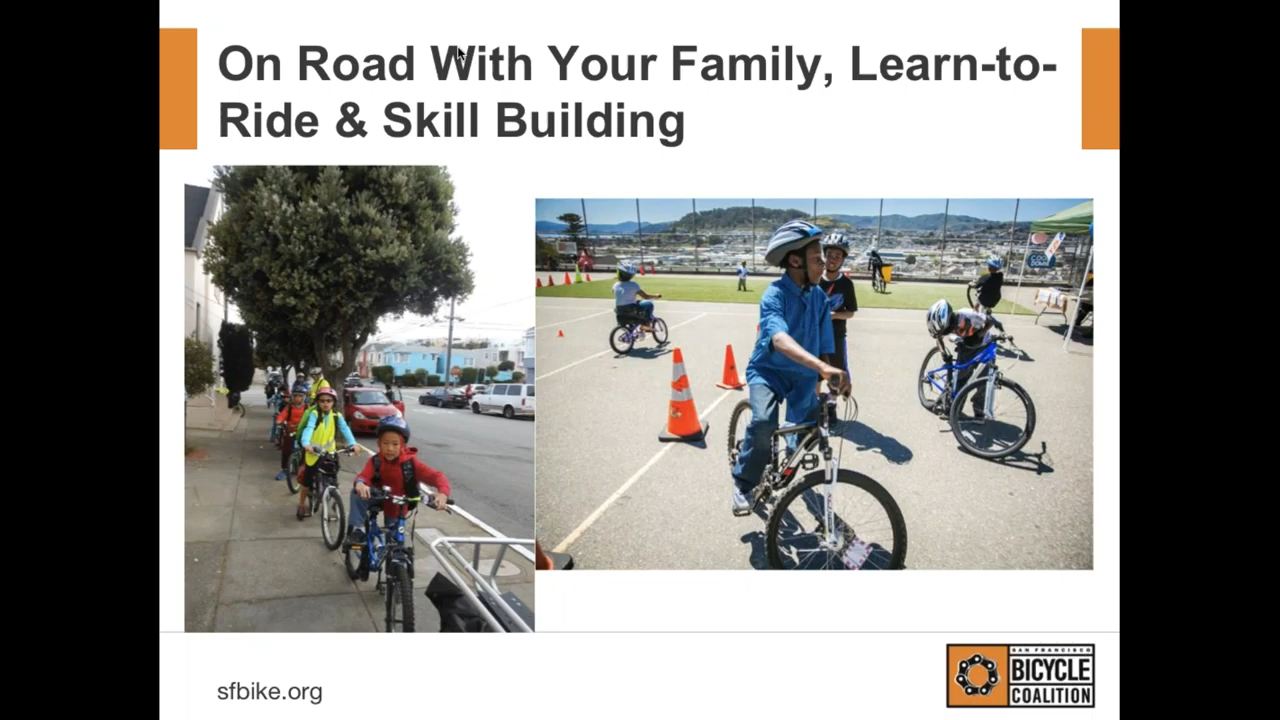 On Road With Your Family, Learn-to-
Ride & Skill Building
sfbike.org
SAN FRANCISCO
BICYCLE
COALITION